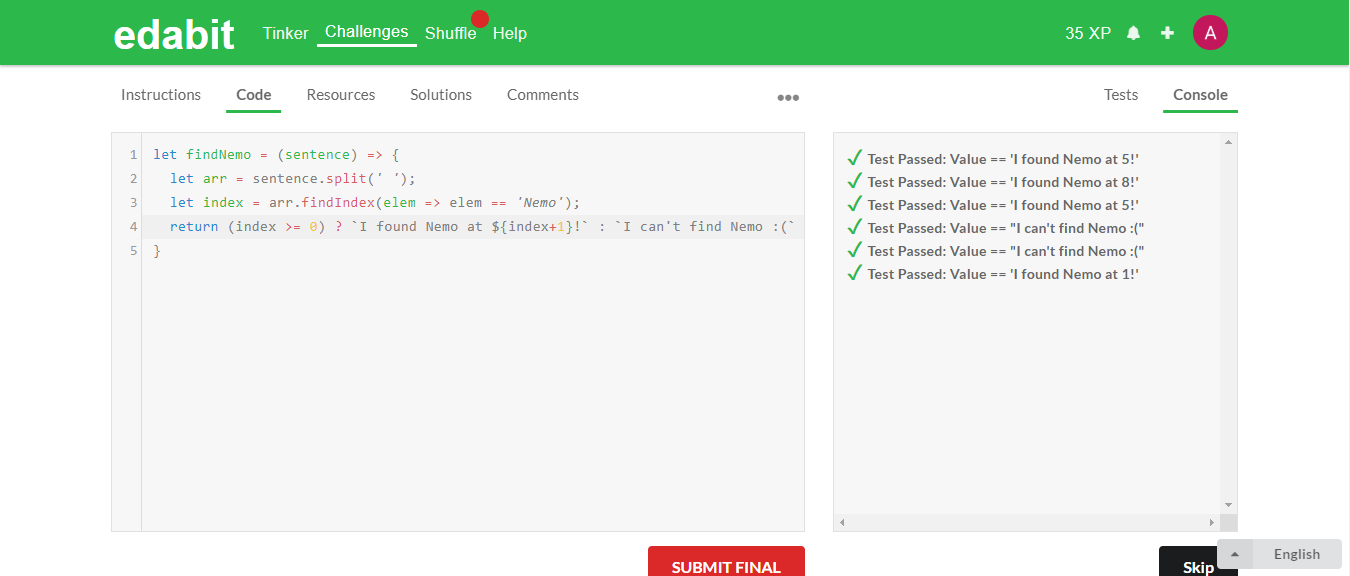 edabit Tinker Challenges Shuffle Help 35 XP A
Instructions Code Resources Solutions Comments ••• Tests Console
1 let findNemo = (sentence) => {
2 let arr = sentence.split(' ');
3 let index = arr.findIndex(elem => elem == 'Nemo');
4 return (index >= 0) ? `I found Nemo at ${index+1}!` : `I can't find Nemo :(`
5 }
✓ Test Passed: Value == 'I found Nemo at 5!'
✓ Test Passed: Value == 'I found Nemo at 8!'
✓ Test Passed: Value == 'I found Nemo at 5!'
✓ Test Passed: Value == "I can't find Nemo :("
✓ Test Passed: Value == "I can't find Nemo :("
✓ Test Passed: Value == 'I found Nemo at 1!'
SUBMIT FINAL
Skip
English